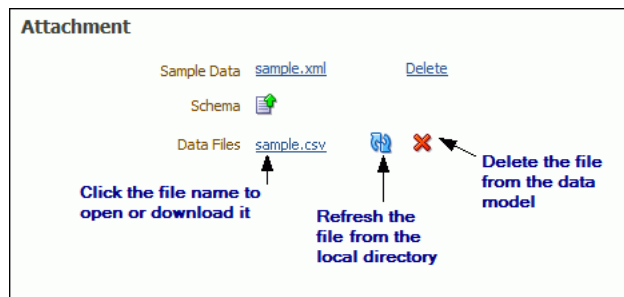 Attachment
Sample Data sample.xml Delete
Schema
Data Files sample.csv
Click the file name to
open or download it
Refresh the
file from the
local directory
Delete the file
from the data
model